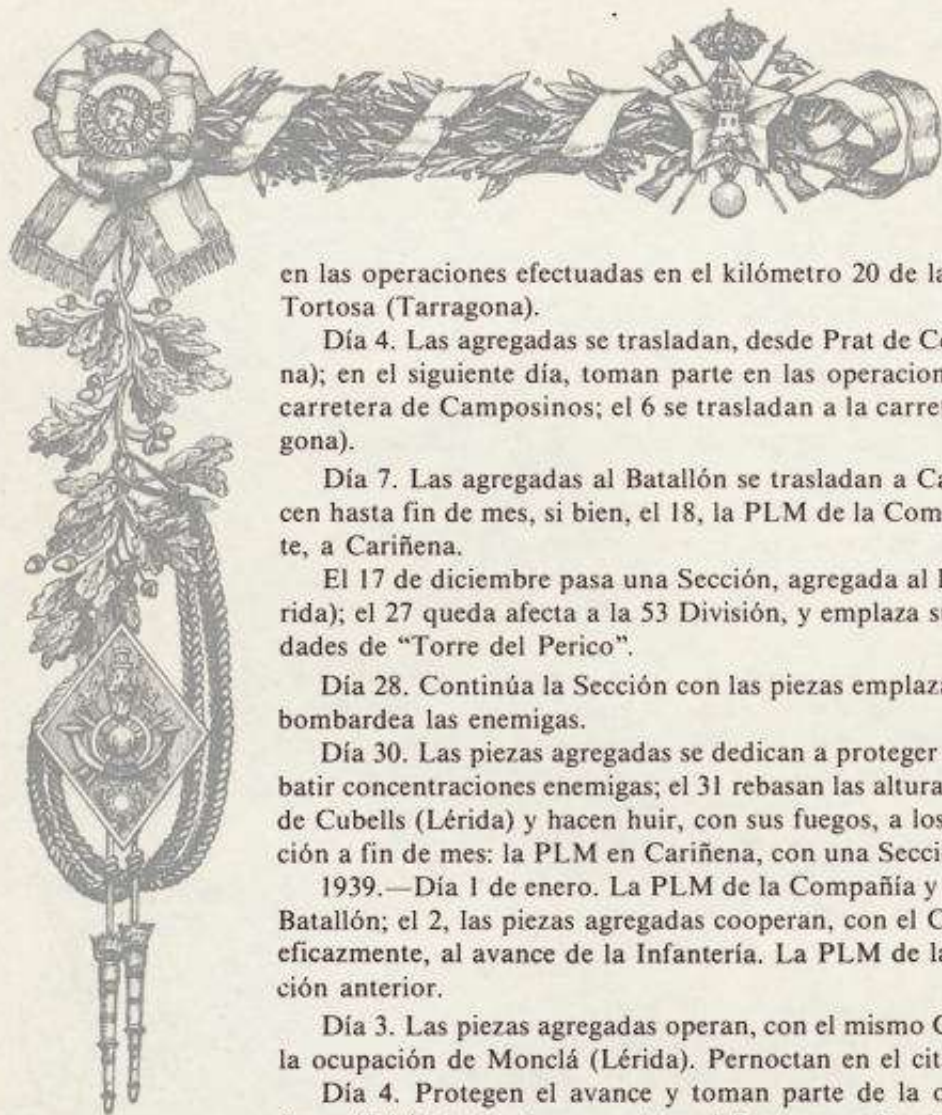 en las operaciones efectuadas en el kilómetro 20 de la
Tortosa (Tarragona).
Día 4. Las agregadas se trasladan, desde Prat de C
na); en el siguiente día, toman parte en las operacion
carretera de Camposinos; el 6 se trasladan a la carret
gona).
Día 7. Las agregadas al Batallón se trasladan a Ca
cen hasta fin de mes, si bien, el 18, la PLM de la Com
te, a Cariñena.
El 17 de diciembre pasa una Sección, agregada al
rida); el 27 queda afecta a la 53 División, y emplaza s
dades de “Torre del Perico”.
Día 28. Continúa la Sección con las piezas emplaza
bombardea las enemigas.
Día 30. Las piezas agregadas se dedican a proteger
batir concentraciones enemigas; el 31 rebasan las altura
de Cubells (Lérida) y hacen huir, con sus fuegos, a los
ción a fin de mes: la PLM en Cariñena, con una Secci
1939.—Día 1 de enero. La PLM de la Compañía y
Batallón; el 2, las piezas agregadas cooperan, con el C
eficazmente, al avance de la Infantería. La PLM de la
ción anterior.
Día 3. Las piezas agregadas operan, con el mismo C
la ocupación de Monclá (Lérida). Pernoctan en el cit
Día 4. Protegen el avance y toman parte de la o